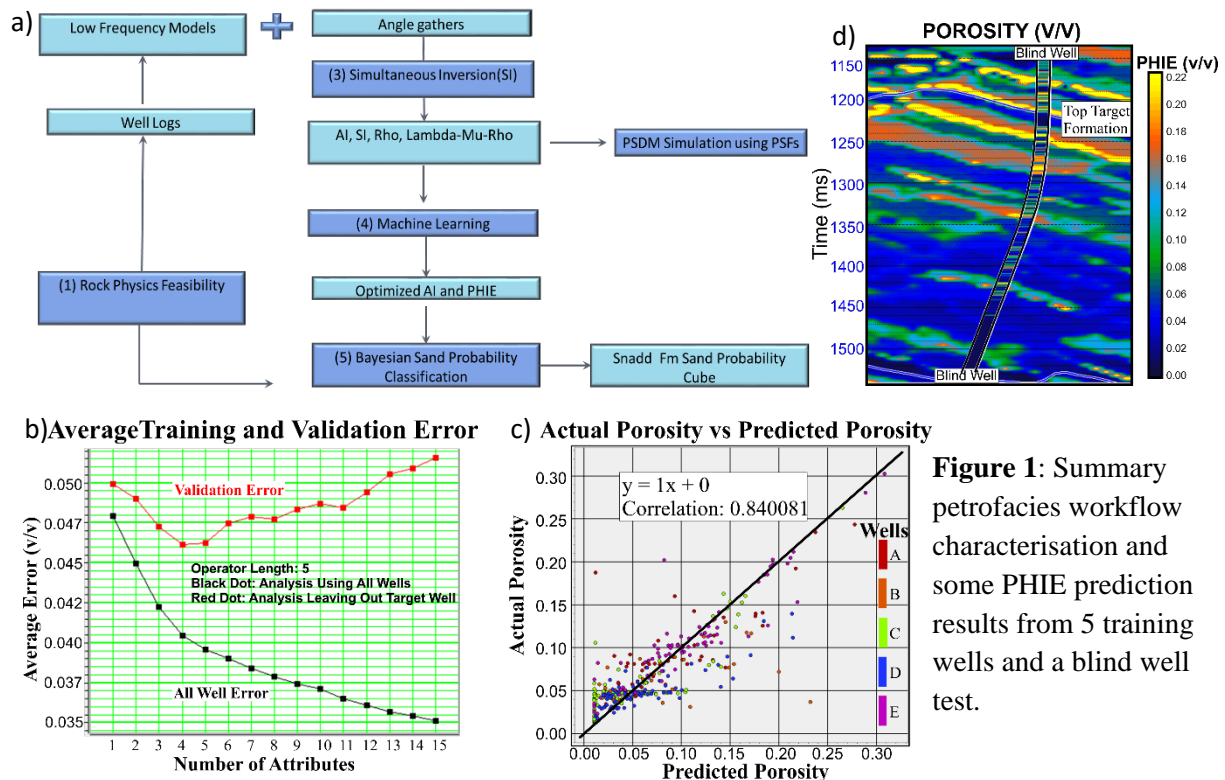 a)
Low Frequency Models
Angle gathers
(3) Simultaneous Inversion(SI)
Well Logs
AI, SI, Rho, Lambda-Mu-Rho
PSDM Simulation using PSFs
(4) Machine Learning
(1) Rock Physics Feasibility
Optimized AI and PHIE
(5) Bayesian Sand Probability
Classification
Snadd Fm Sand Probability
Cube
d)
POROSITY (V/V)
Blind Well
PHIE (v/v)
Top Target
Formation
Time (ms)
1150
1200
1250
1300
1350
1400
1450
1500
Blind Well
0.22
0.20
0.18
0.16
0.14
0.12
0.10
0.08
0.06
0.04
0.02
0.00
b) AverageTraining and Validation Error
Validation Error
Operator Length: 5
Black Dot: Analysis Using All Wells
Red Dot: Analysis Leaving Out Target Well
All Well Error
Average Error (v/v)
0.050
0.047
0.045
0.042
0.040
0.037
0.035
1 2 3 4 5 6 7 8 9 10 11 12 13 14 15
Number of Attributes
c) Actual Porosity vs Predicted Porosity
y = 1x + 0
Correlation: 0.840081
Wells
A
B
C
D
E
Actual Porosity
0.30
0.25
0.20
0.15
0.10
0.05
0.00
0.00 0.05 0.10 0.15 0.20 0.25 0.30
Predicted Porosity
Figure 1: Summary
petrofacies workflow
characterisation and
some PHIE prediction
results from 5 training
wells and a blind well
test.